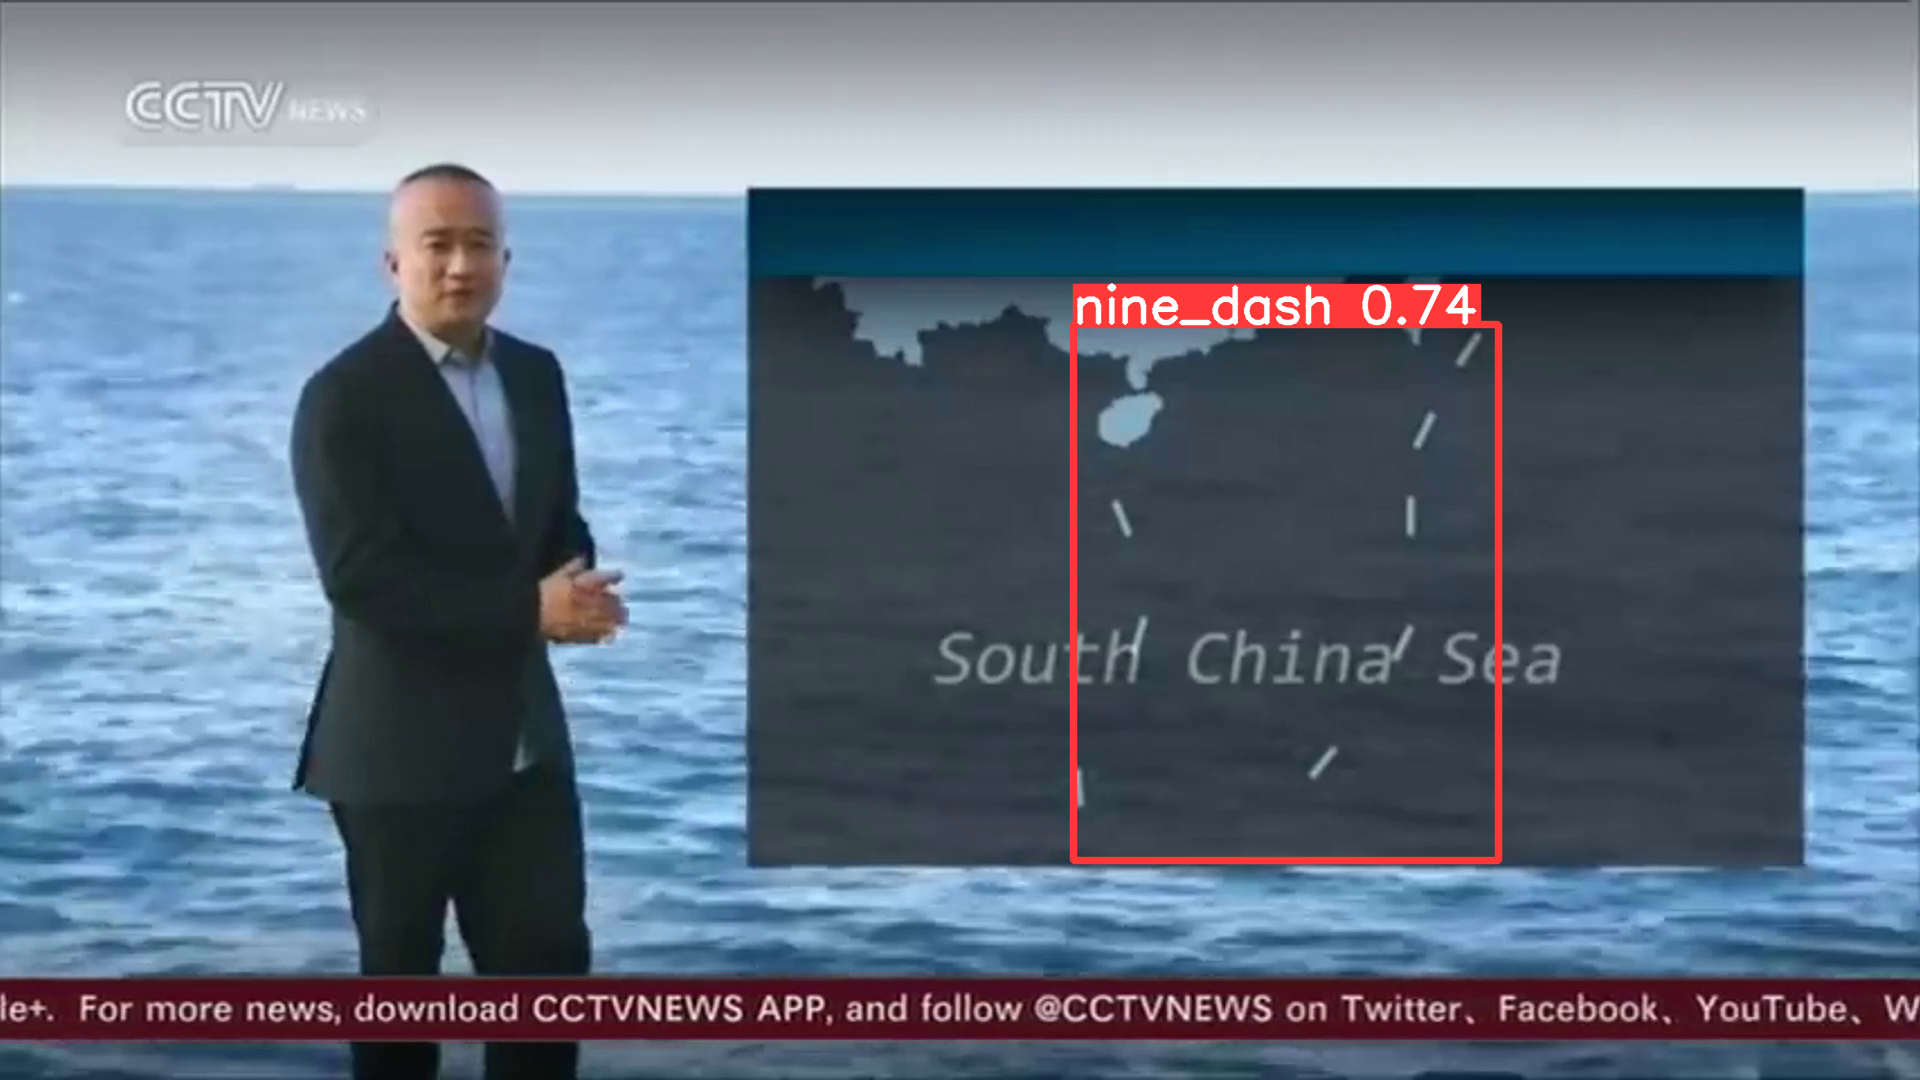 CCTV NEWS
nine_dash 0.74
South China Sea
le+. For more news, download CCTVNEWS APP, and follow @CCTVNEWS on Twitter、Facebook、YouTube、W